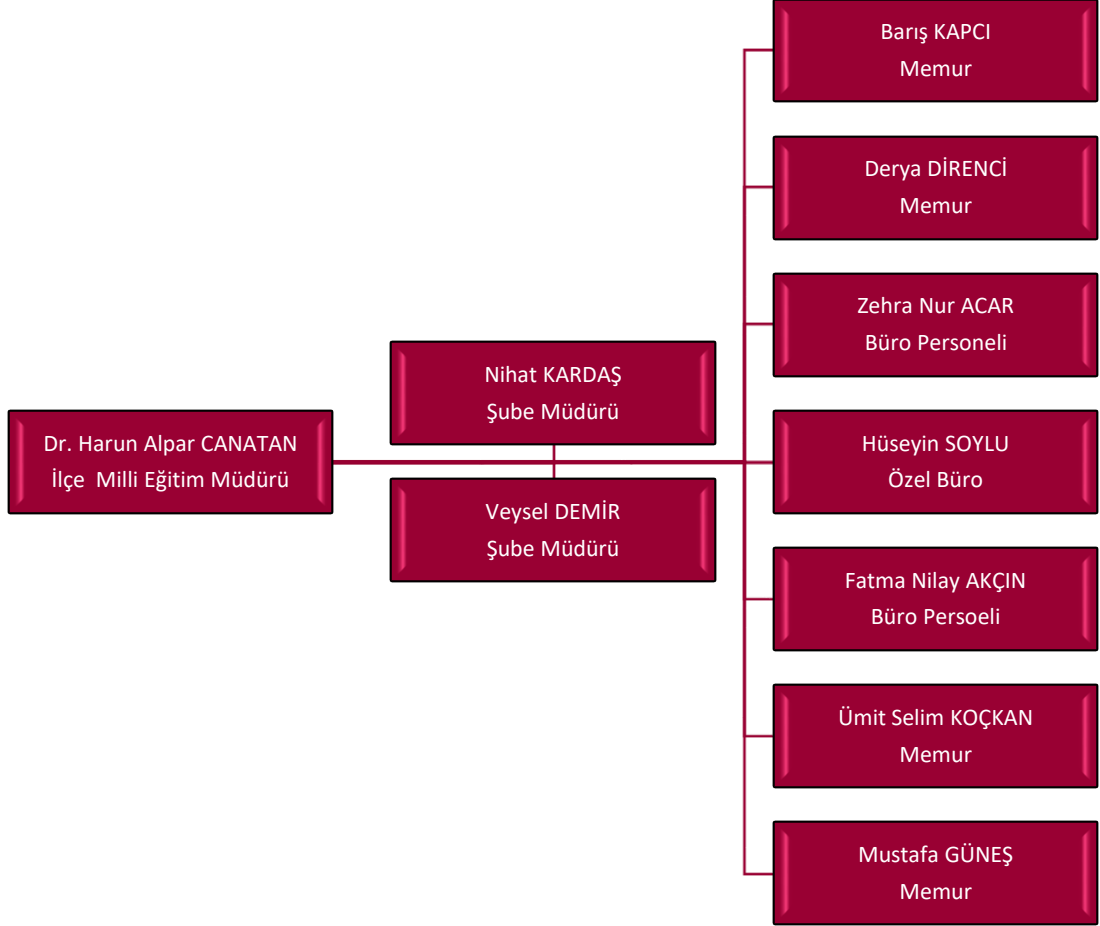 Dr. Harun Alpar CANATAN
İlçe  Milli Eğitim Müdürü
Nihat KARDAŞ
Şube Müdürü
Veysel DEMİR
Şube Müdürü
Barış KAPCI
Memur
Derya DİRENCİ
Memur
Zehra Nur ACAR
Büro Personeli
Hüseyin SOYLU
Özel Büro
Fatma Nilay AKÇIN
Büro Persoeli
Ümit Selim KOÇKAN
Memur
Mustafa GÜNEŞ
Memur